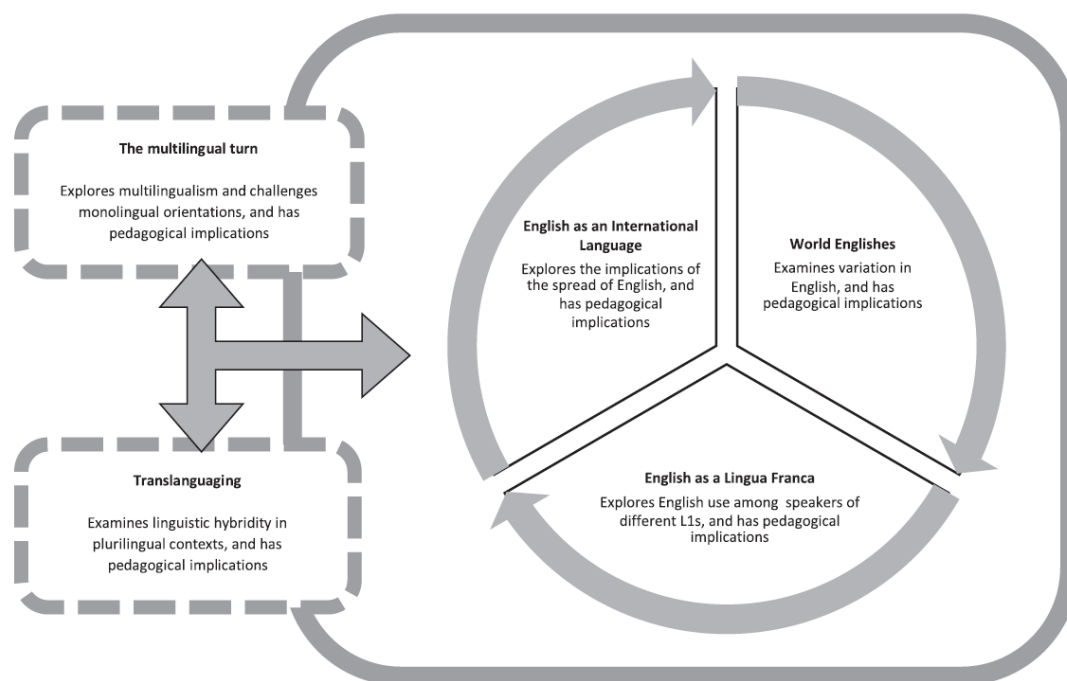 The multilingual turn
Explores multilingualism and challenges
monolingual orientations, and has
pedagogical implications
Translanguaging
Examines linguistic hybridity in
plurilingual contexts, and has
pedagogical implications
English as an International
Language
Explores the implications of
the spread of English, and
has pedagogical
implications
World Englishes
Examines variation in
English, and has
pedagogical implications
English as a Lingua Franca
Explores English use among speakers of
different L1s, and has pedagogical
implications